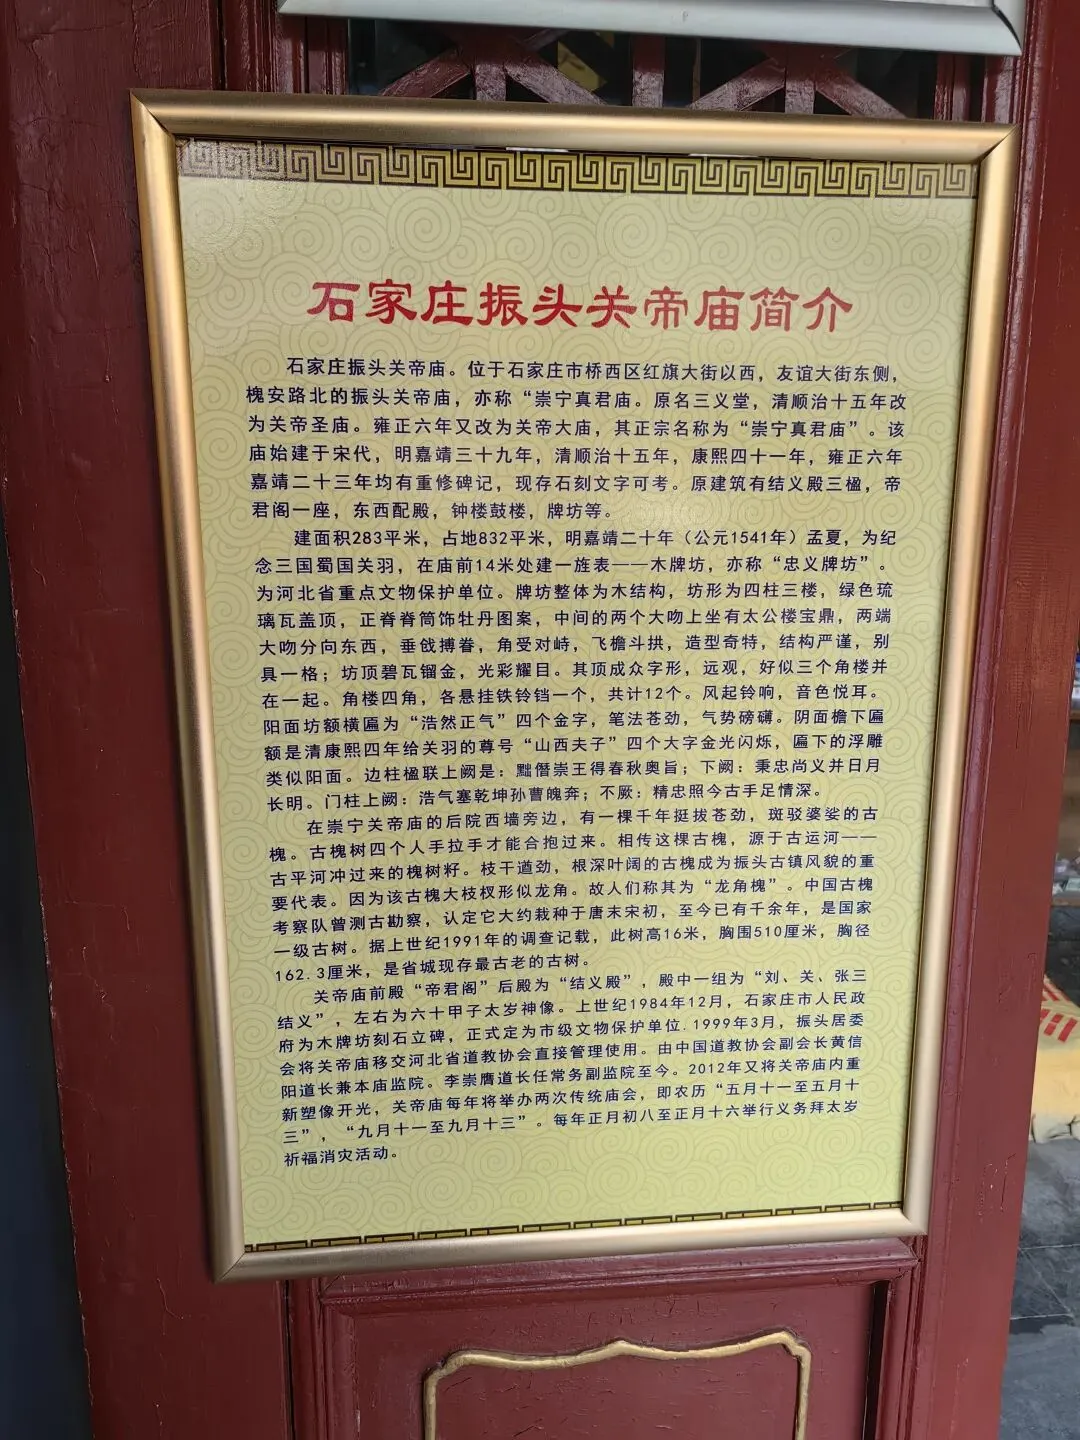 石家庄振头关帝庙简介
石家庄振头关帝庙。位于石家庄市桥西区红旗大街以西，友谊大街东侧，
槐安路北的振头关帝庙，亦称“崇宁真君庙。原名三义堂，清顺治十五年改
为关帝圣庙。雍正六年又改为关帝大庙，其正宗名称为“崇宁真君庙”。该
庙始建于宋代，明嘉靖三十九年，清顺治十五年，康熙四十一年，雍正六年
嘉靖二十三年均有重修碑记，现存石刻文字可考。原建筑有结义殿三楹，帝
君阁一座，东西配殿，钟楼鼓楼，牌坊等。
建面积283平米，占地832平米，明嘉靖二十年（公元1541年）孟夏，为纪
念三国蜀国关羽，在庙前14米处建一旌表——木牌坊，亦称“忠义牌坊”。
为河北省重点文物保护单位。牌坊整体为木结构，坊形为四柱三楼，绿色琉
璃瓦盖顶，正脊脊筒饰牡丹图案，中间的两个大吻上坐有太公楼宝鼎，两端
大吻分向东西，垂戗搏眷，角受对峙，飞檐斗拱，造型奇特，结构严谨，别
具一格；坊顶碧瓦镏金，光彩耀目。其顶成众字形，远观，好似三个角楼并
在一起。角楼四角，各悬挂铁铃铛一个，共计12个。风起铃响，音色悦耳。
阳面坊额横匾为“浩然正气”四个金字，笔法苍劲，气势磅礴。阴面檐下匾
额是清康熙四年给关羽的尊号“山西夫子”四个大字金光闪烁，匾下的浮雕
类似阳面。边柱楹联上阙是：黜僭崇王得春秋奥旨；下阙：秉忠尚义并日月
长明。门柱上阙：浩气塞乾坤孙曹魄奔；不厥：精忠照今古手足情深。
在崇宁关帝庙的后院西墙旁边，有一棵千年挺拔苍劲，斑驳婆娑的古
槐。古槐树四个人手拉手才能合抱过来。相传这棵古槐，源于古运河——
古平河冲过来的槐树籽。枝干遒劲，根深叶阔的古槐成为振头古镇风貌的重
要代表。因为该古槐大枝杈形似龙角。故人们称其为“龙角槐”。中国古槐
考察队曾测古勘察，认定它大约栽种于唐末宋初，至今已有千余年，是国家
一级古树。据上世纪1991年的调查记载，此树高16米，胸围510厘米，胸径
162.3厘米，是省城现存最古老的古树。
关帝庙前殿“帝君阁”后殿为“结义殿”，殿中一组为“刘、关、张三
结义”，左右为六十甲子太岁神像。上世纪1984年12月，石家庄市人民政
府为木牌坊刻石立碑，正式定为市级文物保护单位.1999年3月，振头居委
会将关帝庙移交河北省道教协会直接管理使用。由中国道教协会副会长黄信
阳道长兼本庙监院。李崇膺道长任常务副监院至今。2012年又将关帝庙内重
新塑像开光，关帝庙每年将举办两次传统庙会，即农历“五月十一至五月十
三”，“九月十一至九月十三”。每年正月初八至正月十六举行义务拜太岁
祈福消灾活动。